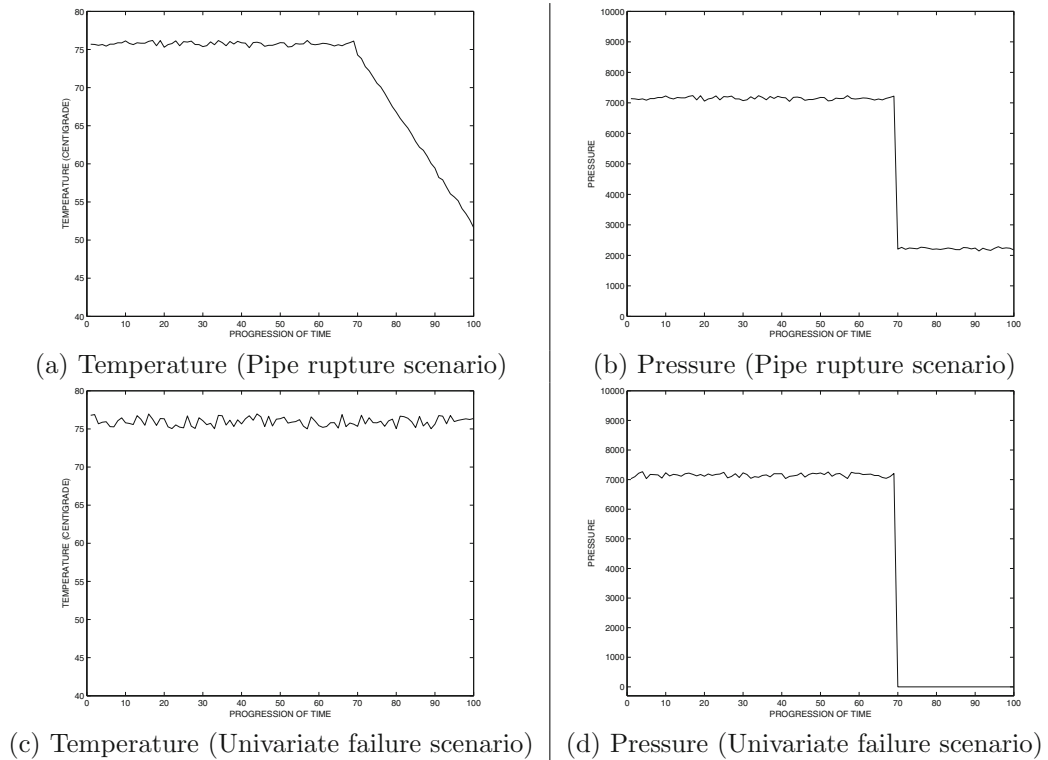 80
75
70
65
60
55
50
45
40
TEMPERATURE (CENTIGRADE)
0 10 20 30 40 50 60 70 80 90 100
PROGRESSION OF TIME
(a) Temperature (Pipe rupture scenario)
10000
9000
8000
7000
6000
5000
4000
3000
2000
1000
0
PRESSURE
0 10 20 30 40 50 60 70 80 90 100
PROGRESSION OF TIME
(b) Pressure (Pipe rupture scenario)
80
75
70
65
60
55
50
45
40
TEMPERATURE (CENTIGRADE)
0 10 20 30 40 50 60 70 80 90 100
PROGRESSION OF TIME
(c) Temperature (Univariate failure scenario)
10000
9000
8000
7000
6000
5000
4000
3000
2000
1000
0
PRESSURE
0 10 20 30 40 50 60 70 80 90 100
PROGRESSION OF TIME
(d) Pressure (Univariate failure scenario)